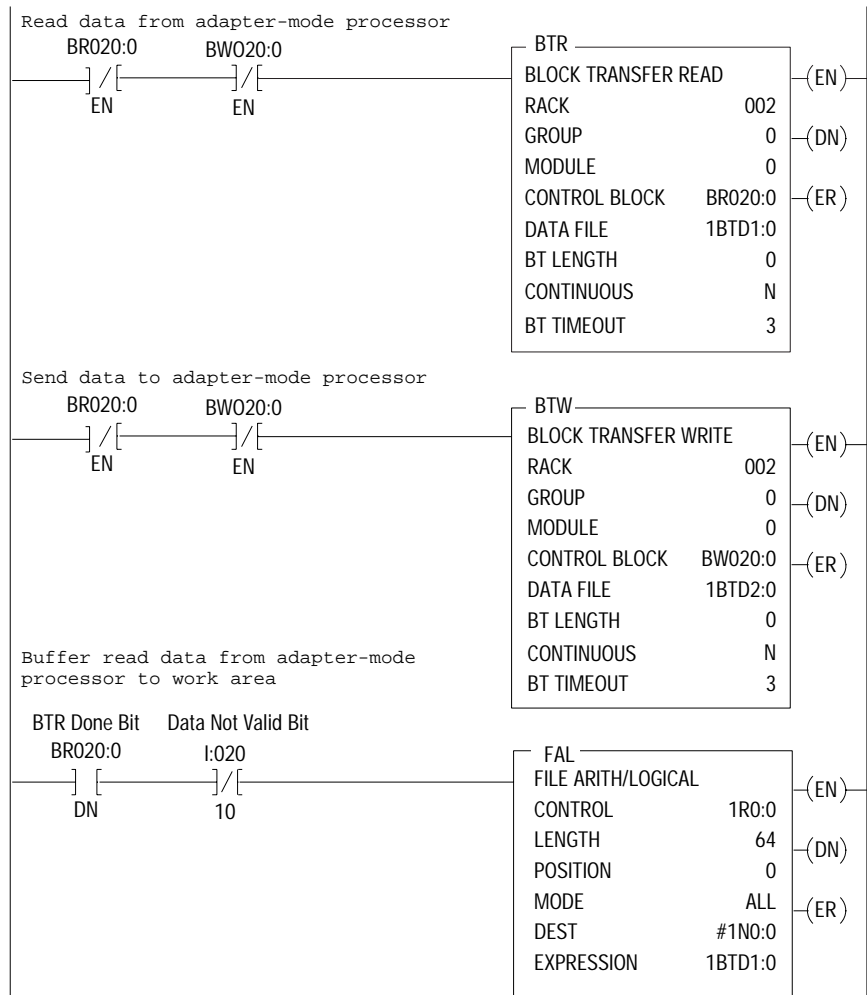 Read data from adapter-mode processor
BR020:0 BWO20:0
] / [ ] / [
EN EN
BTR
BLOCK TRANSFER READ (EN)
RACK 002
GROUP 0 (DN)
MODULE 0
CONTROL BLOCK BR020:0 (ER)
DATA FILE 1BTD1:0
BT LENGTH 0
CONTINUOUS N
BT TIMEOUT 3
Send data to adapter-mode processor
BR020:0 BWO20:0
] / [ ] / [
EN EN
BTW
BLOCK TRANSFER WRITE (EN)
RACK 002
GROUP 0 (DN)
MODULE 0
CONTROL BLOCK BW020:0 (ER)
DATA FILE 1BTD2:0
BT LENGTH 0
CONTINUOUS N
BT TIMEOUT 3
Buffer read data from adapter-mode
processor to work area
BTR Done Bit Data Not Valid Bit
BR020:0 I:020
] [ ] / [
DN 10
FAL
FILE ARITH/LOGICAL (EN)
CONTROL 1R0:0
LENGTH 64 (DN)
POSITION 0
MODE ALL (ER)
DEST #1N0:0
EXPRESSION 1BTD1:0